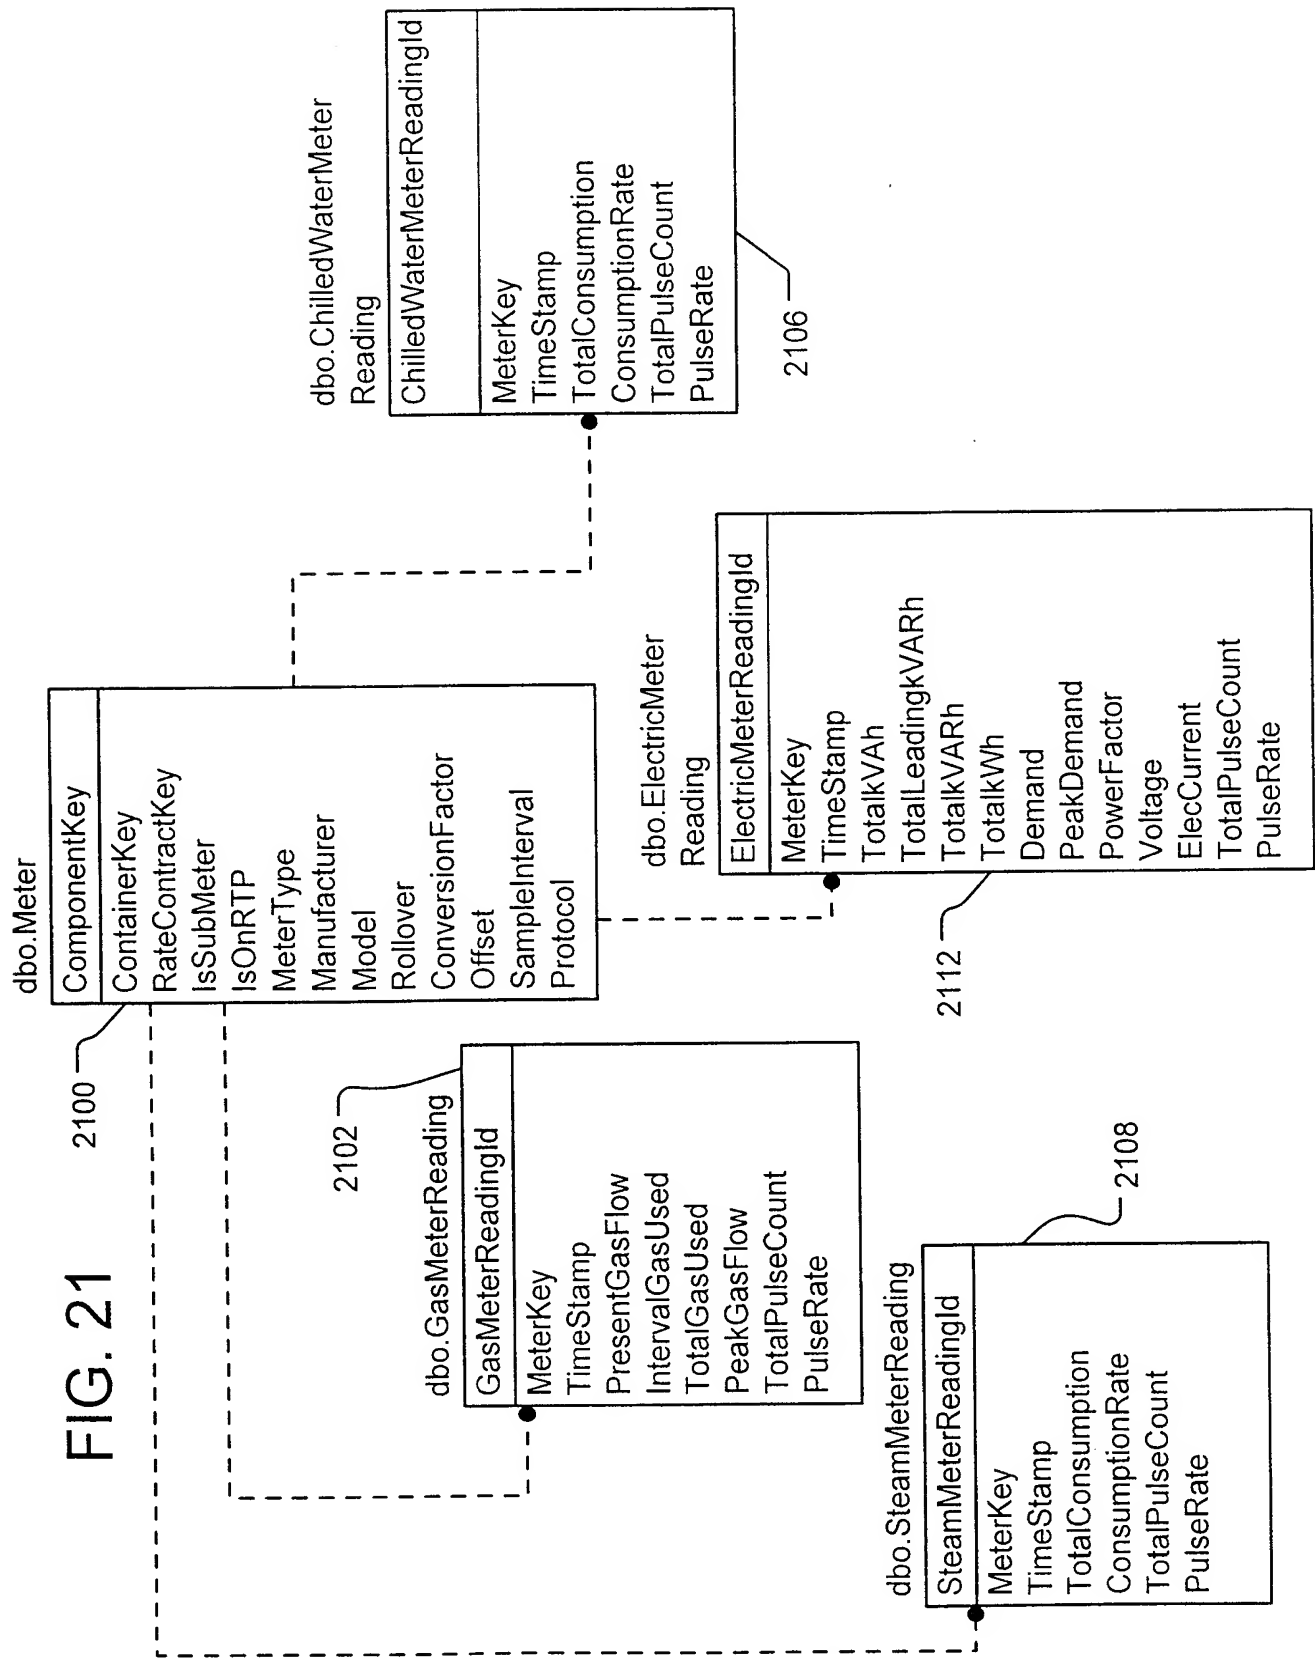 FIG. 21
dbo.Meter
ComponentKey
ContainerKey
RateContractKey
IsSubMeter
IsOnRTP
MeterType
Manufacturer
Model
Rollover
ConversionFactor
Offset
SampleInterval
Protocol
2100
dbo.ChilledWaterMeter
Reading
ChilledWaterMeterReadingId
MeterKey
TimeStamp
TotalConsumption
ConsumptionRate
TotalPulseCount
PulseRate
2106
2102
dbo.GasMeterReading
GasMeterReadingId
MeterKey
TimeStamp
PresentGasFlow
IntervalGasUsed
TotalGasUsed
PeakGasFlow
TotalPulseCount
PulseRate
dbo.ElectricMeter
Reading
ElectricMeterReadingId
MeterKey
TimeStamp
TotalkVAh
TotalLeadingkVARh
TotalkVARh
TotalkWh
Demand
PeakDemand
PowerFactor
Voltage
ElecCurrent
TotalPulseCount
PulseRate
2112
dbo.SteamMeterReading
SteamMeterReadingId
MeterKey
TimeStamp
TotalConsumption
ConsumptionRate
TotalPulseCount
PulseRate
2108